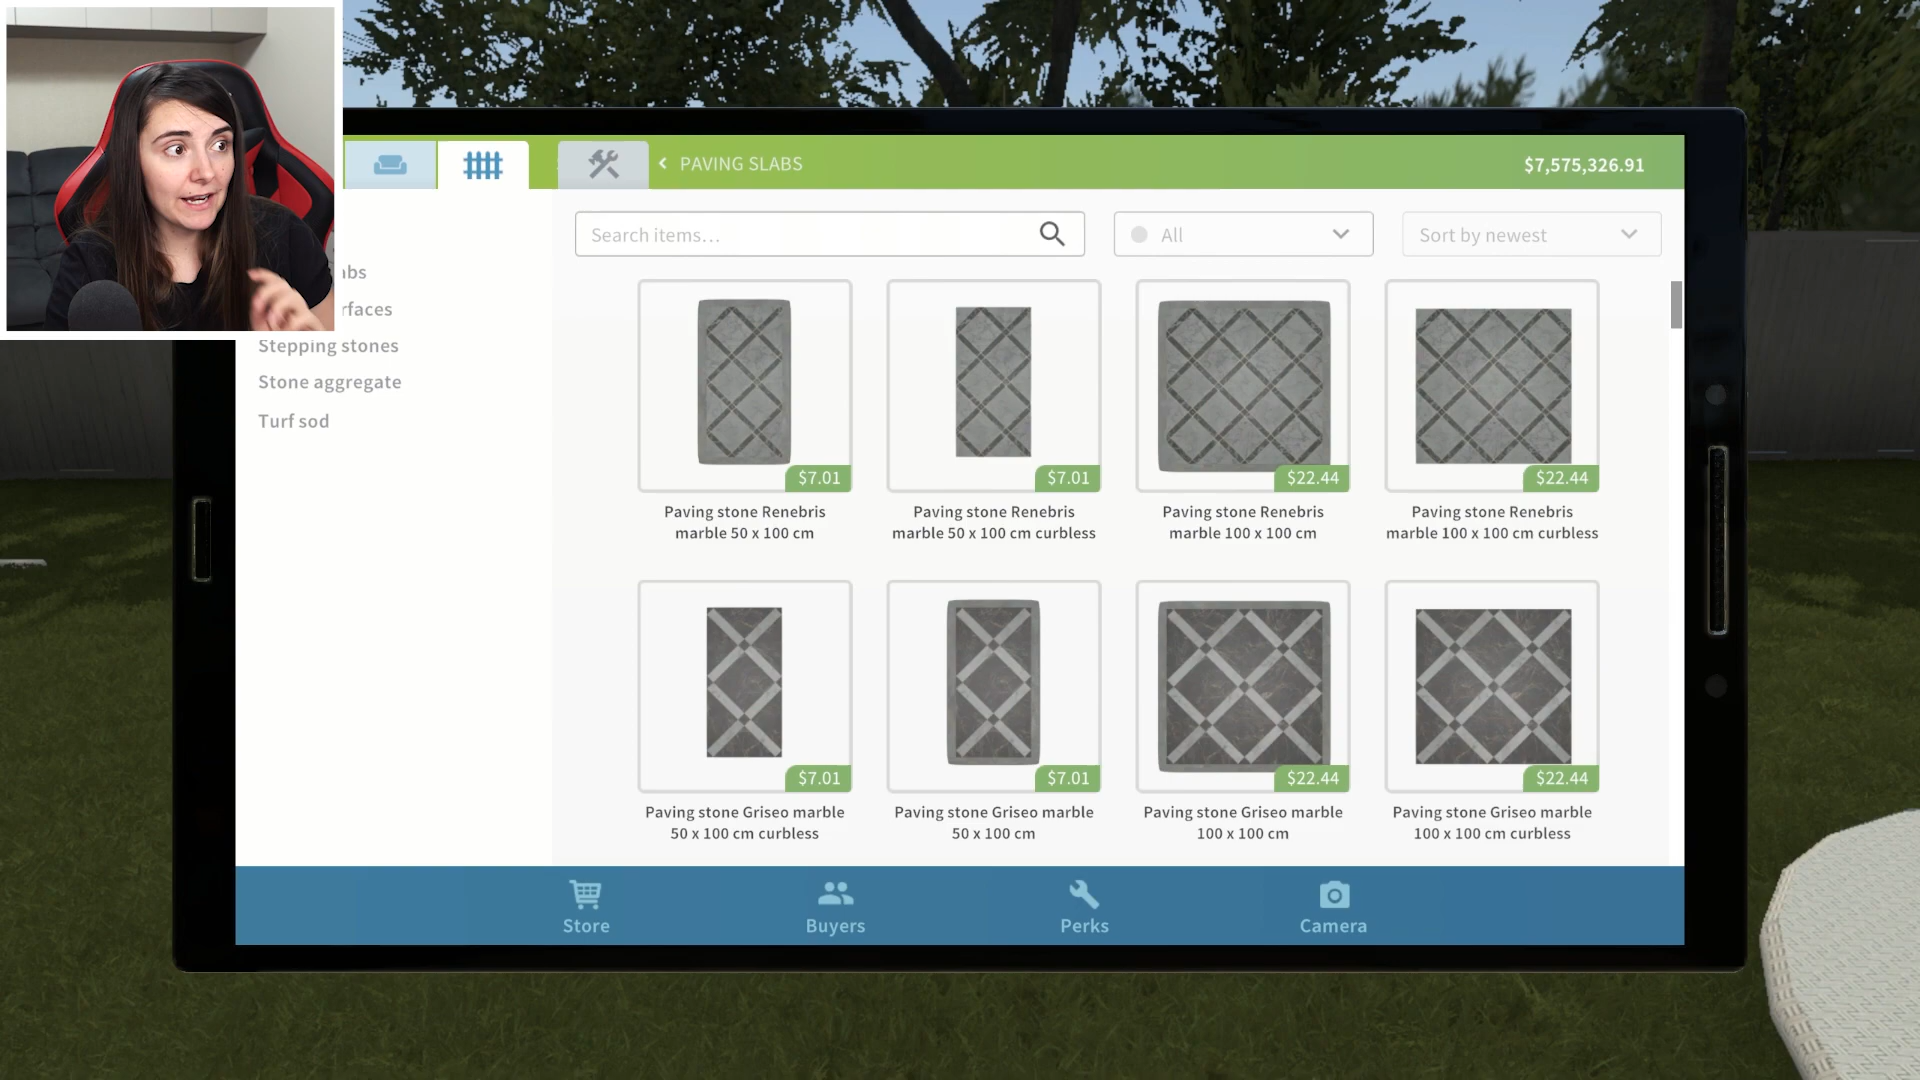 PAVING SLABS
$7,575,326.91
Search items...
All
Sort by newest
Stepping stones
Stone aggregate
Turf sod
$7.01
$7.01
$22.44
$22.44
Paving stone Renebris
marble 50 x 100 cm
Paving stone Renebris
marble 50 x 100 cm curbless
Paving stone Renebris
marble 100 x 100 cm
Paving stone Renebris
marble 100 x 100 cm curbless
$7.01
$7.01
$22.44
$22.44
Paving stone Griseo marble
50 x 100 cm curbless
Paving stone Griseo marble
50 x 100 cm
Paving stone Griseo marble
100 x 100 cm
Paving stone Griseo marble
100 x 100 cm curbless
Store
Buyers
Perks
Camera